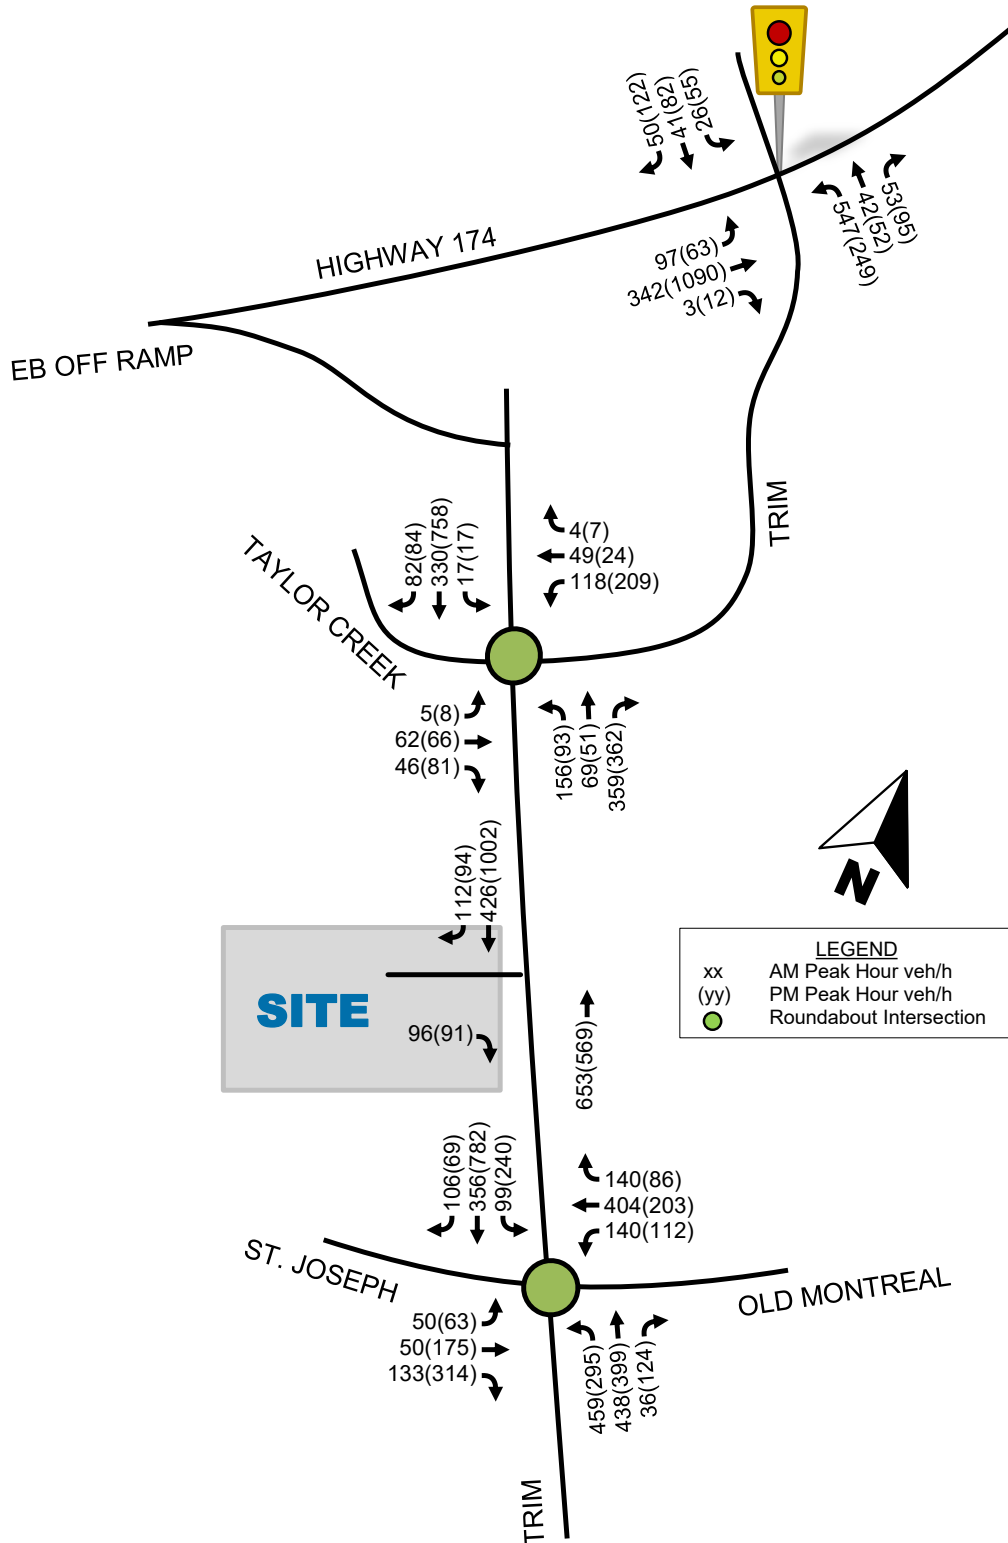 50(122)
41(82)
26(55)
53(95)
42(52)
547(249)
HIGHWAY 174
97(63)
342(1090)
3(12)
EB OFF RAMP
TRIM
82(84)
330(758)
17(17)
4(7)
49(24)
118(209)
TAYLOR CREEK
5(8)
62(66)
46(81)
156(93)
69(51)
359(362)
112(94)
426(1002)
N
SITE
96(91)
653(569)
LEGEND
xx AM Peak Hour veh/h
(yy) PM Peak Hour veh/h
Roundabout Intersection
106(69)
356(782)
99(240)
140(86)
404(203)
140(112)
ST. JOSEPH
OLD MONTREAL
50(63)
50(175)
133(314)
459(295)
438(399)
36(124)
TRIM